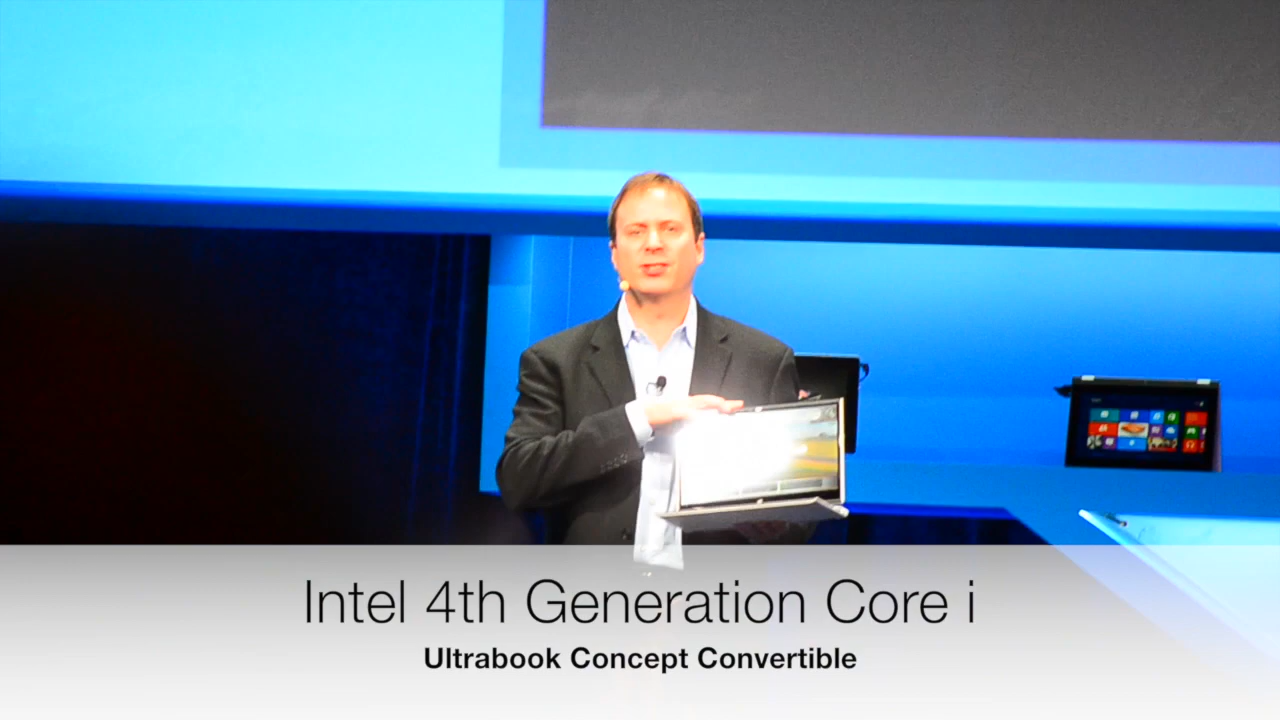 Intel 4th Generation Core i
Ultrabook Concept Convertible